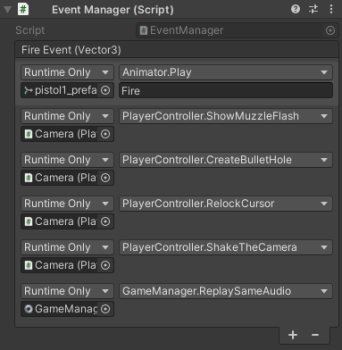 Event Manager (Script)
Script EventManager
Fire Event (Vector3)
Runtime Only Animator.Play
pistol1_prefa Fire
Runtime Only PlayerController.ShowMuzzleFlash
Camera (Pla
Runtime Only PlayerController.CreateBulletHole
Camera (Pla
Runtime Only PlayerController.RelockCursor
Camera (Pla
Runtime Only PlayerController.ShakeTheCamera
Camera (Pla
Runtime Only GameManager.ReplaySameAudio
GameManag